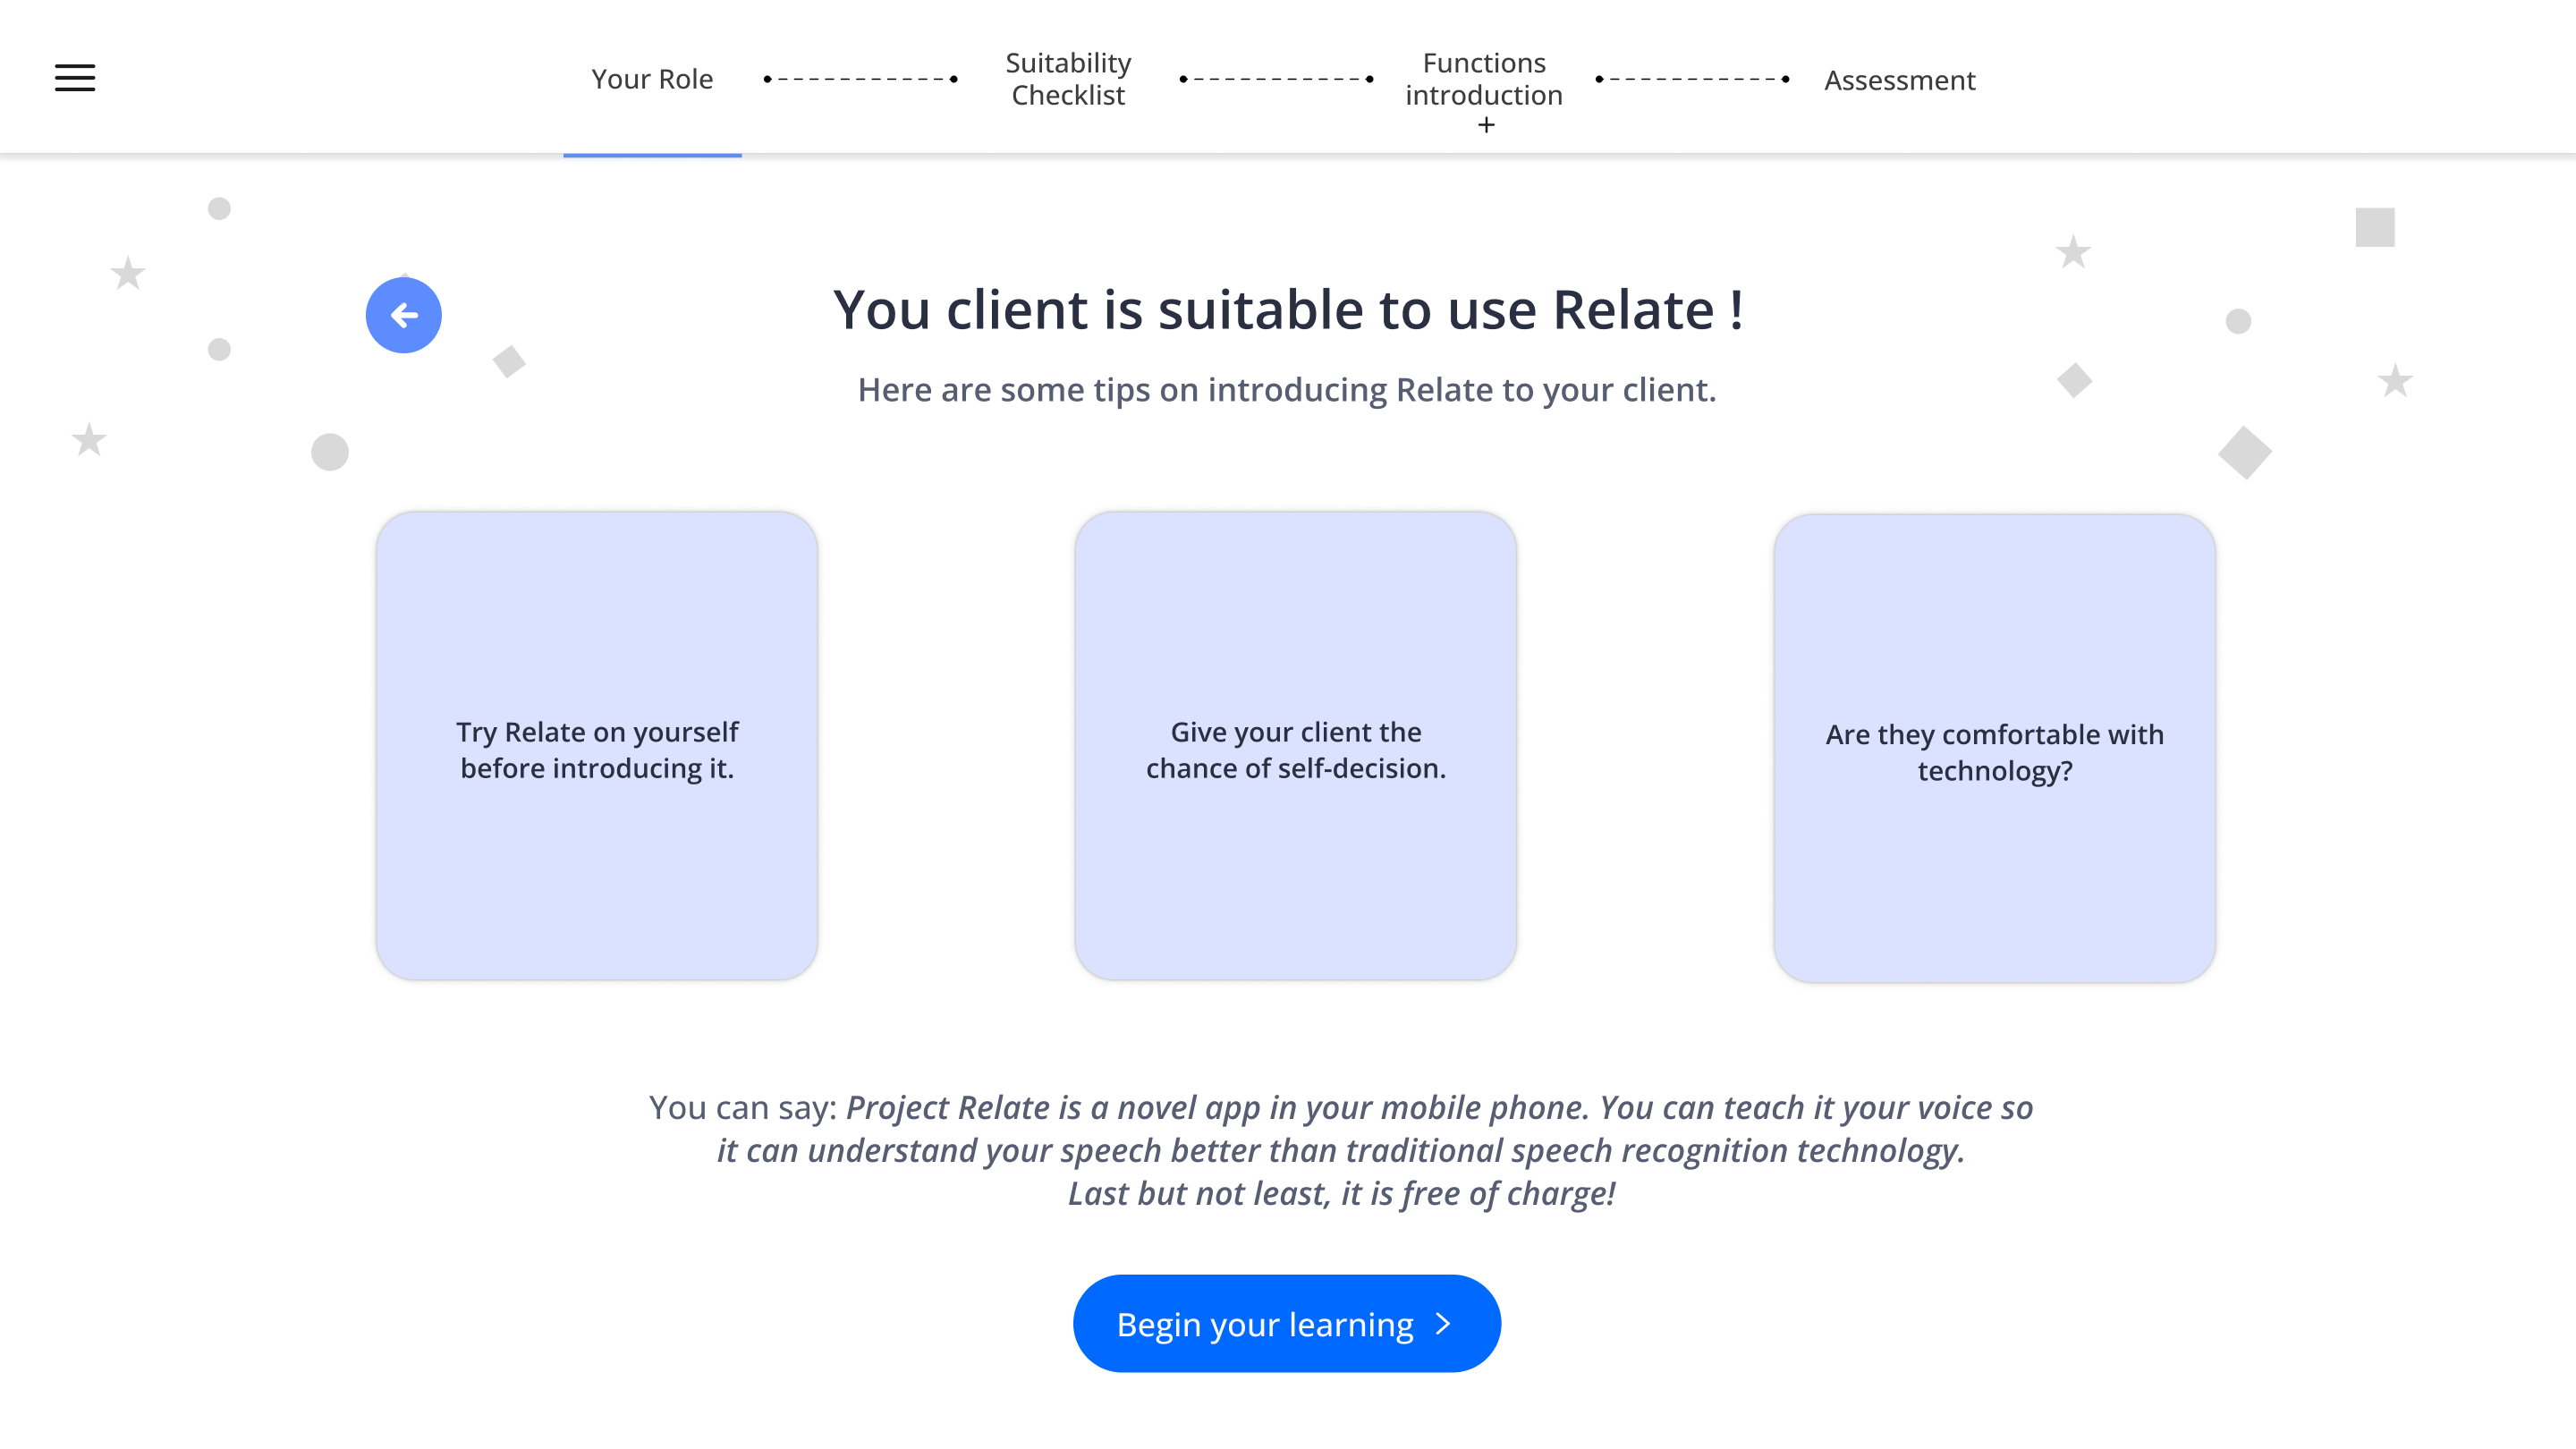 Your Role
Suitability
Checklist
Functions
introduction
+
Assessment
You client is suitable to use Relate !
Here are some tips on introducing Relate to your client.
Try Relate on yourself
before introducing it.
Give your client the
chance of self-decision.
Are they comfortable with
technology?
You can say: Project Relate is a novel app in your mobile phone. You can teach it your voice so
it can understand your speech better than traditional speech recognition technology.
Last but not least, it is free of charge!
Begin your learning